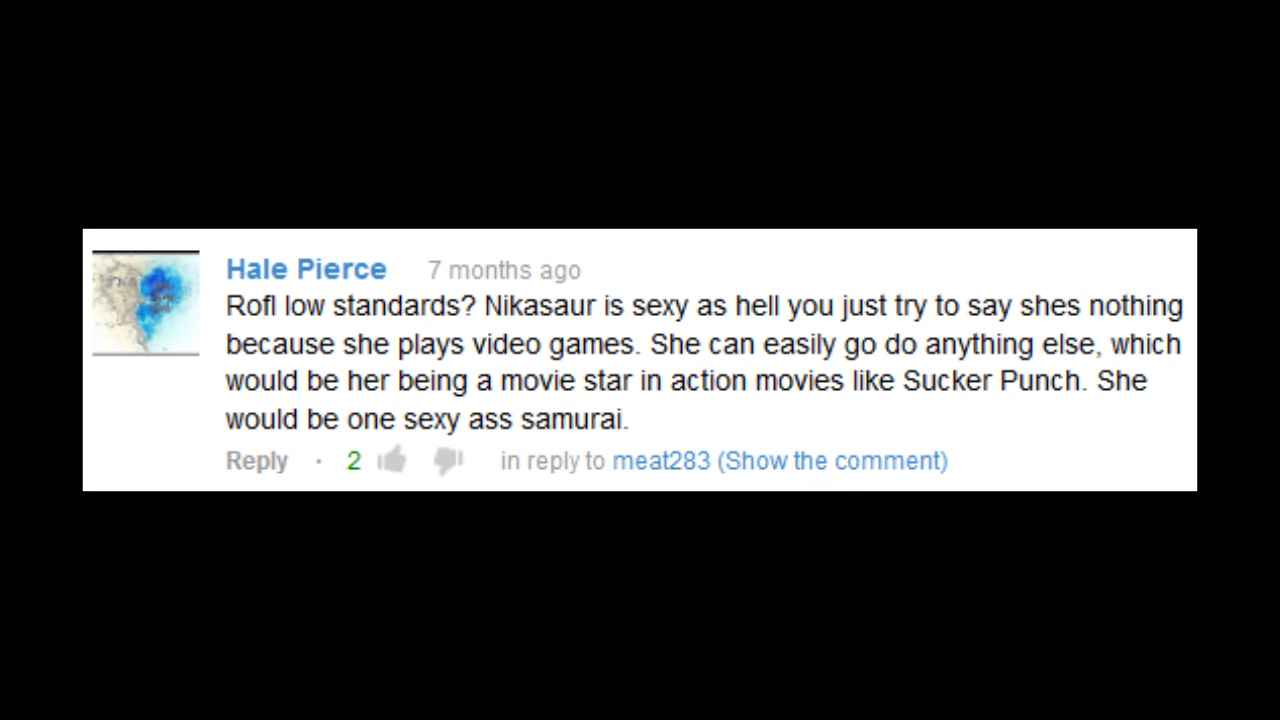 Hale Pierce 7 months ago
Rofl low standards? Nikasaur is sexy as hell you just try to say shes nothing
because she plays video games. She can easily go do anything else, which
would be her being a movie star in action movies like Sucker Punch. She
would be one sexy ass samurai.
Reply · 2 in reply to meat283 (Show the comment)